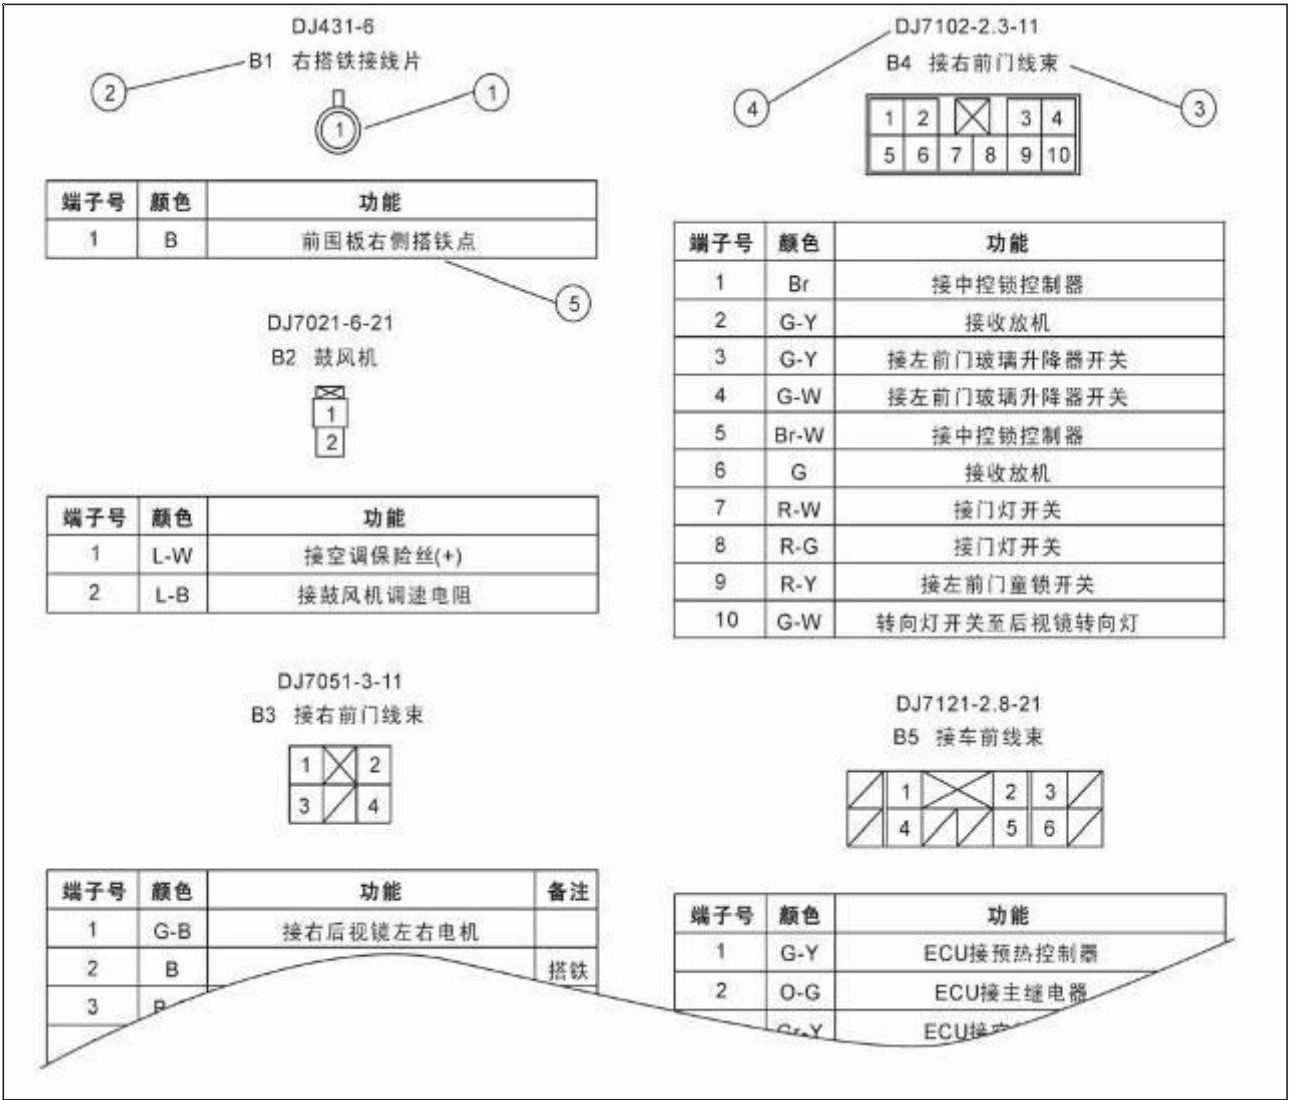 DJ431-6
B1 右搭铁接线片
2
1
1
端子号 颜色 功能
1 B 前围板右侧搭铁点
5
DJ7021-6-21
B2 鼓风机
1
2
端子号 颜色 功能
1 L-W 接空调保险丝(+)
2 L-B 接鼓风机调速电阻
DJ7051-3-11
B3 接右前门线束
1 2
3 4
端子号 颜色 功能 备注
1 G-B 接右后视镜左右电机
2 B 搭铁
3
DJ7102-2.3-11
B4 接右前门线束
4
3
1 2 3 4
5 6 7 8 9 10
端子号 颜色 功能
1 Br 接中控锁控制器
2 G-Y 接收放机
3 G-Y 接左前门玻璃升降器开关
4 G-W 接左前门玻璃升降器开关
5 Br-W 接中控锁控制器
6 G 接收放机
7 R-W 接门灯开关
8 R-G 接门灯开关
9 R-Y 接左前门童锁开关
10 G-W 转向灯开关至后视镜转向灯
DJ7121-2.8-21
B5 接车前线束
1 2 3
4 5 6
端子号 颜色 功能
1 G-Y ECU接预热控制器
2 O-G ECU接主继电器
Gr-Y ECU接